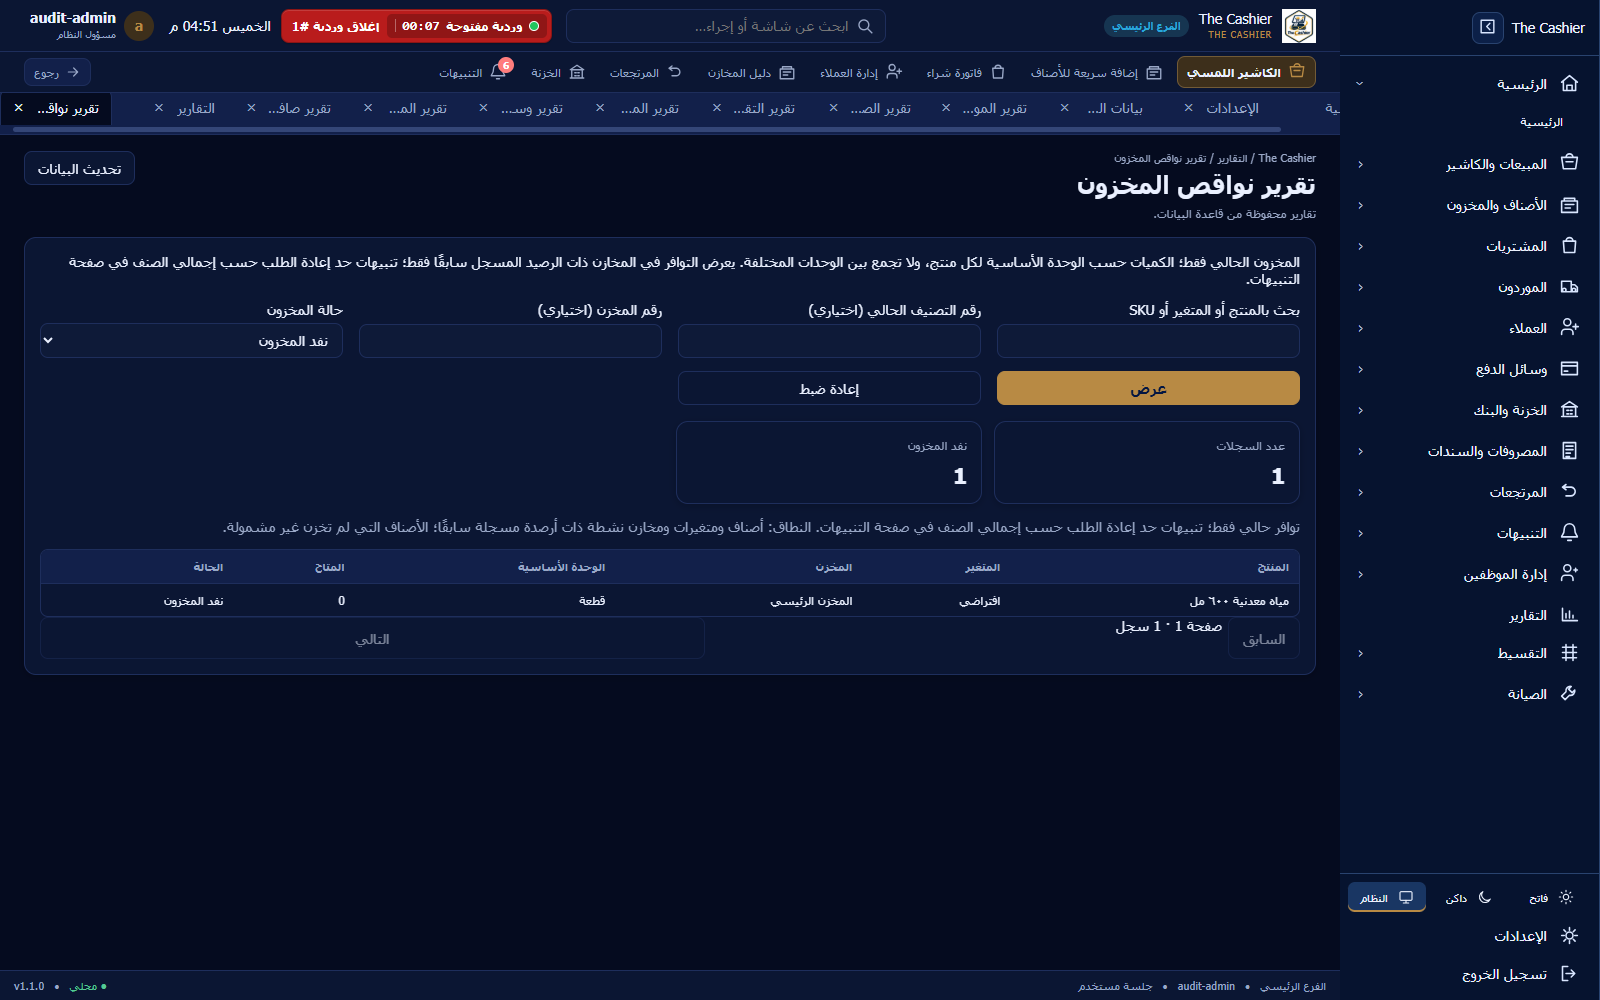 The Cashier
الرئيسية
الرئيسية
المبيعات والكاشير
الأصناف والمخزون
المشتريات
الموردون
العملاء
وسائل الدفع
الخزنة والبنك
المصروفات والسندات
المرتجعات
التنبيهات
إدارة الموظفين
التقارير
التقسيط
الصيانة
فاتح
داكن
النظام
الإعدادات
تسجيل الخروج
The Cashier
THE CASHIER
الفرع الرئيسي
ابحث عن شاشة أو إجراء...
وردية مفتوحة 00:07
إغلاق وردية #1
الخميس 04:51 م
audit-admin
مسؤول النظام
a
الكاشير اللمسي
إضافة سريعة للأصناف
فاتورة شراء
إدارة العملاء
دليل المخازن
المرتجعات
الخزنة
التنبيهات
6
رجوع
ية
الإعدادات ×
بيانات الـ... ×
تقرير المو... ×
تقرير الص... ×
تقرير التق... ×
تقرير الم... ×
تقرير وسـ... ×
تقرير الم... ×
تقرير صاف... ×
التقارير ×
تقرير نواق... ×
The Cashier / التقارير / تقرير نواقص المخزون
تقرير نواقص المخزون
تقارير محفوظة من قاعدة البيانات.
تحديث البيانات
المخزون الحالي فقط؛ الكميات حسب الوحدة الأساسية لكل منتج، ولا تجمع بين الوحدات المختلفة. يعرض التوافر في المخازن ذات الرصيد المسجل سابقًا فقط؛ تنبيهات حد إعادة الطلب حسب إجمالي الصنف في صفحة
التنبيهات.
بحث بالمنتج أو المتغير أو SKU
رقم التصنيف الحالي (اختياري)
رقم المخزن (اختياري)
حالة المخزون
نفد المخزون
عرض
إعادة ضبط
عدد السجلات
1
نفد المخزون
1
توافر حالي فقط؛ تنبيهات حد إعادة الطلب حسب إجمالي الصنف في صفحة التنبيهات. النطاق: أصناف ومتغيرات ومخازن نشطة ذات أرصدة مسجلة سابقًا؛ الأصناف التي لم تخزن غير مشمولة.
المنتج المتغير المخزن الوحدة الأساسية المتاح الحالة
مياه معدنية ٦٠٠ مل افتراضي المخزن الرئيسي قطعة 0 نفد المخزون
السابق
صفحة 1 · 1 سجل
التالي
الفرع الرئيسي • audit-admin • جلسة مستخدم
محلي • v1.1.0